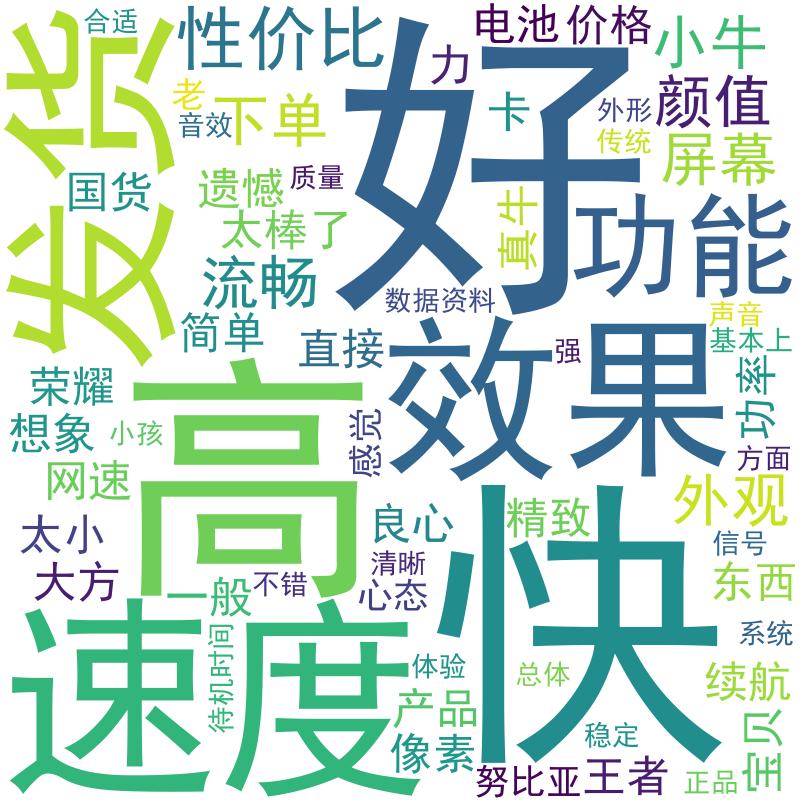 合适
发货
性价比
力
电池
价格
小牛
老
音效
下单
好
卡
外形
传统
颜值
屏幕
国货
遗憾
质量
太棒了
真牛
功能
流畅
数据资料
声音
简单
直接
效果
强
基本上
荣耀
高
功率
想象
小孩
感觉
方面
网速
快
外观
太小
良心
精致
信号
大方
一般
不错
清晰
心态
东西
速度
待机时间
体验
系统
产品
总体
续航
像素
稳定
宝贝
努比亚
王者
正品